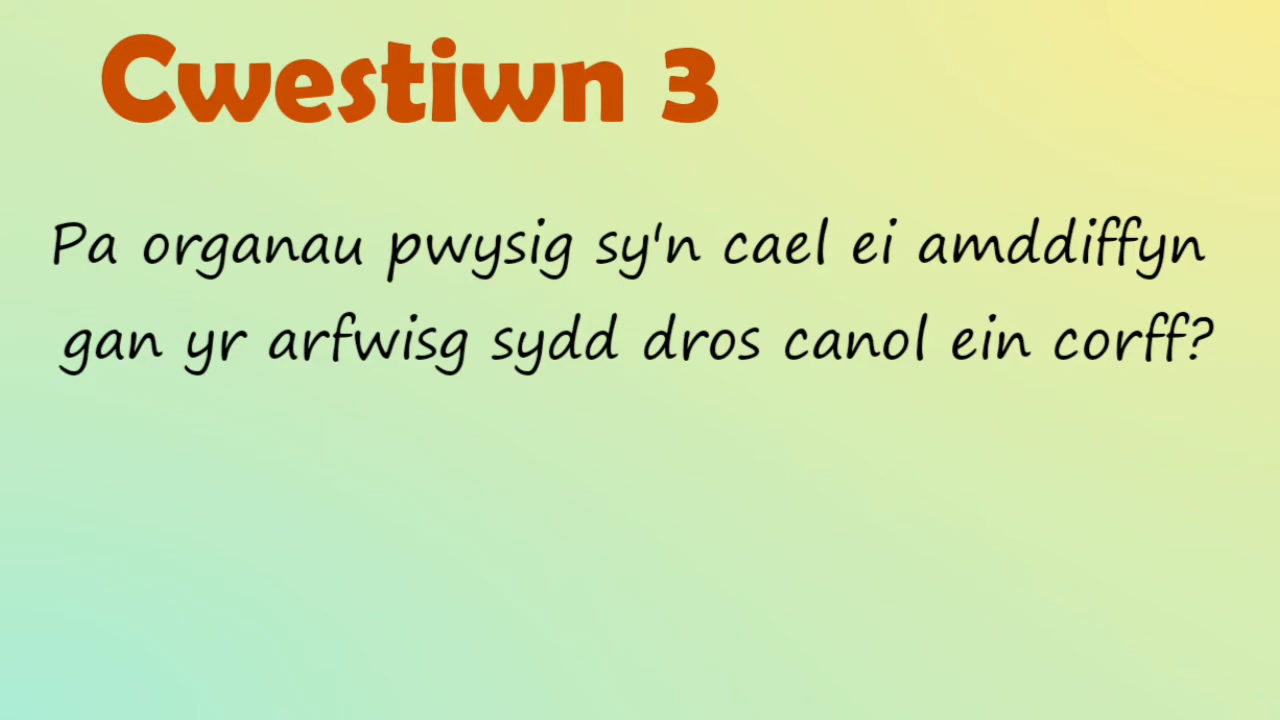 Cwestiwn 3
Pa organau pwysig sy'n cael ei amddiffyn
gan yr arfwisg sydd dros canol ein corff?